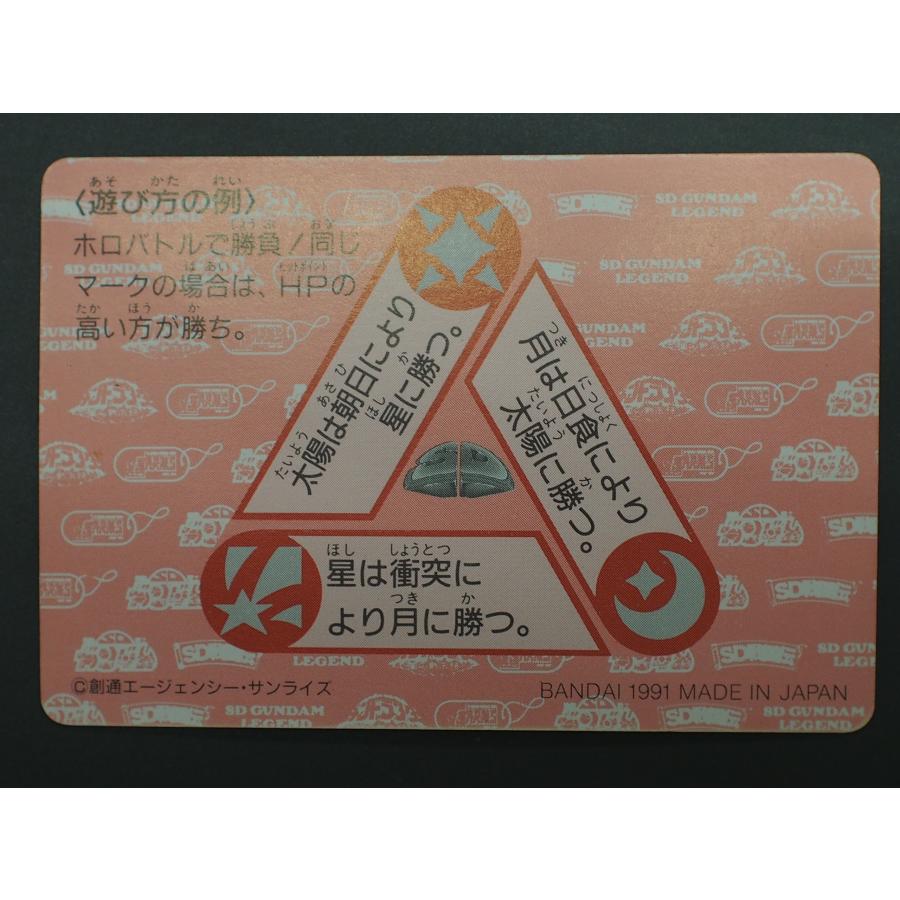 〈遊び方の例〉
ホロバトルで勝負！同じ
マークの場合は、HPの
高い方が勝ち。
太陽は朝日により
星に勝つ。
月は日食により
太陽に勝つ。
星は衝突に
より月に勝つ。
©創通エージェンシー・サンライズ
BANDAI 1991 MADE IN JAPAN
SD GUNDAM
LEGEND